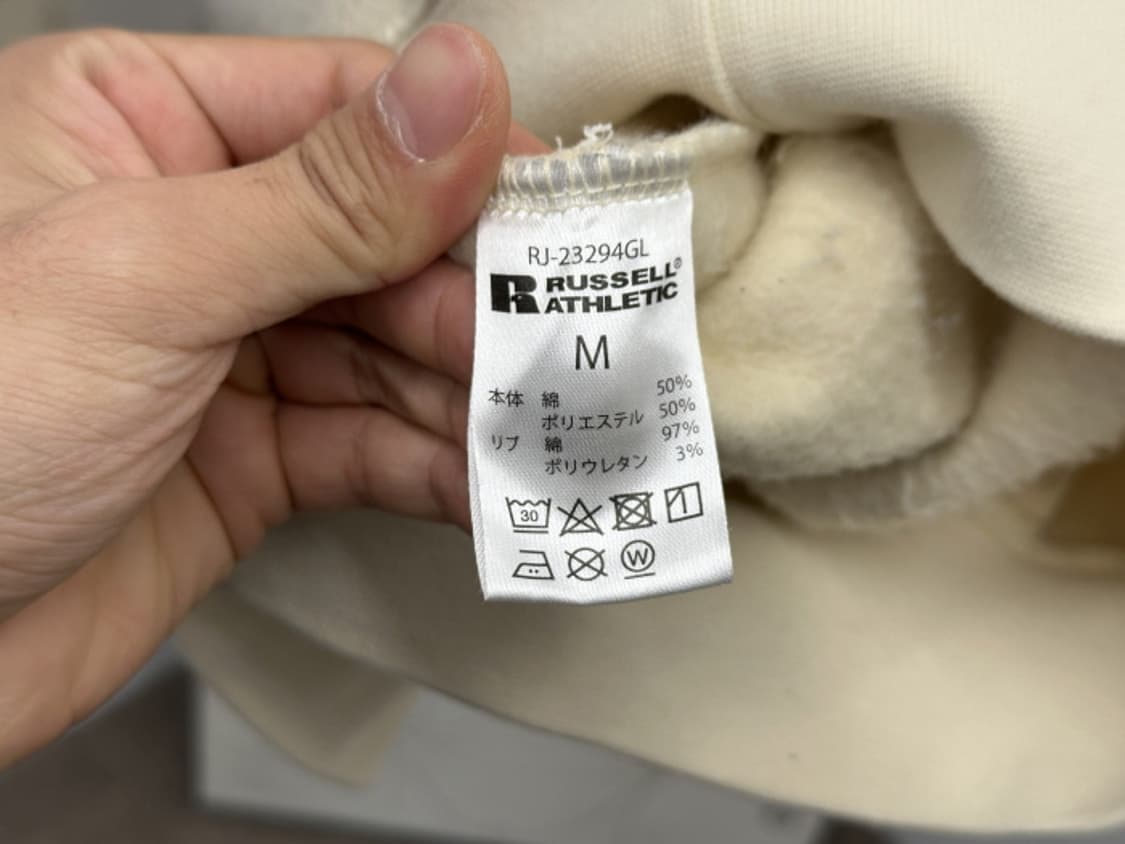 RJ-23294GL
RUSSELL®
ATHLETIC
M
本体 綿 50%
ポリエステル 50%
リブ 綿 97%
ポリウレタン 3%
30
W